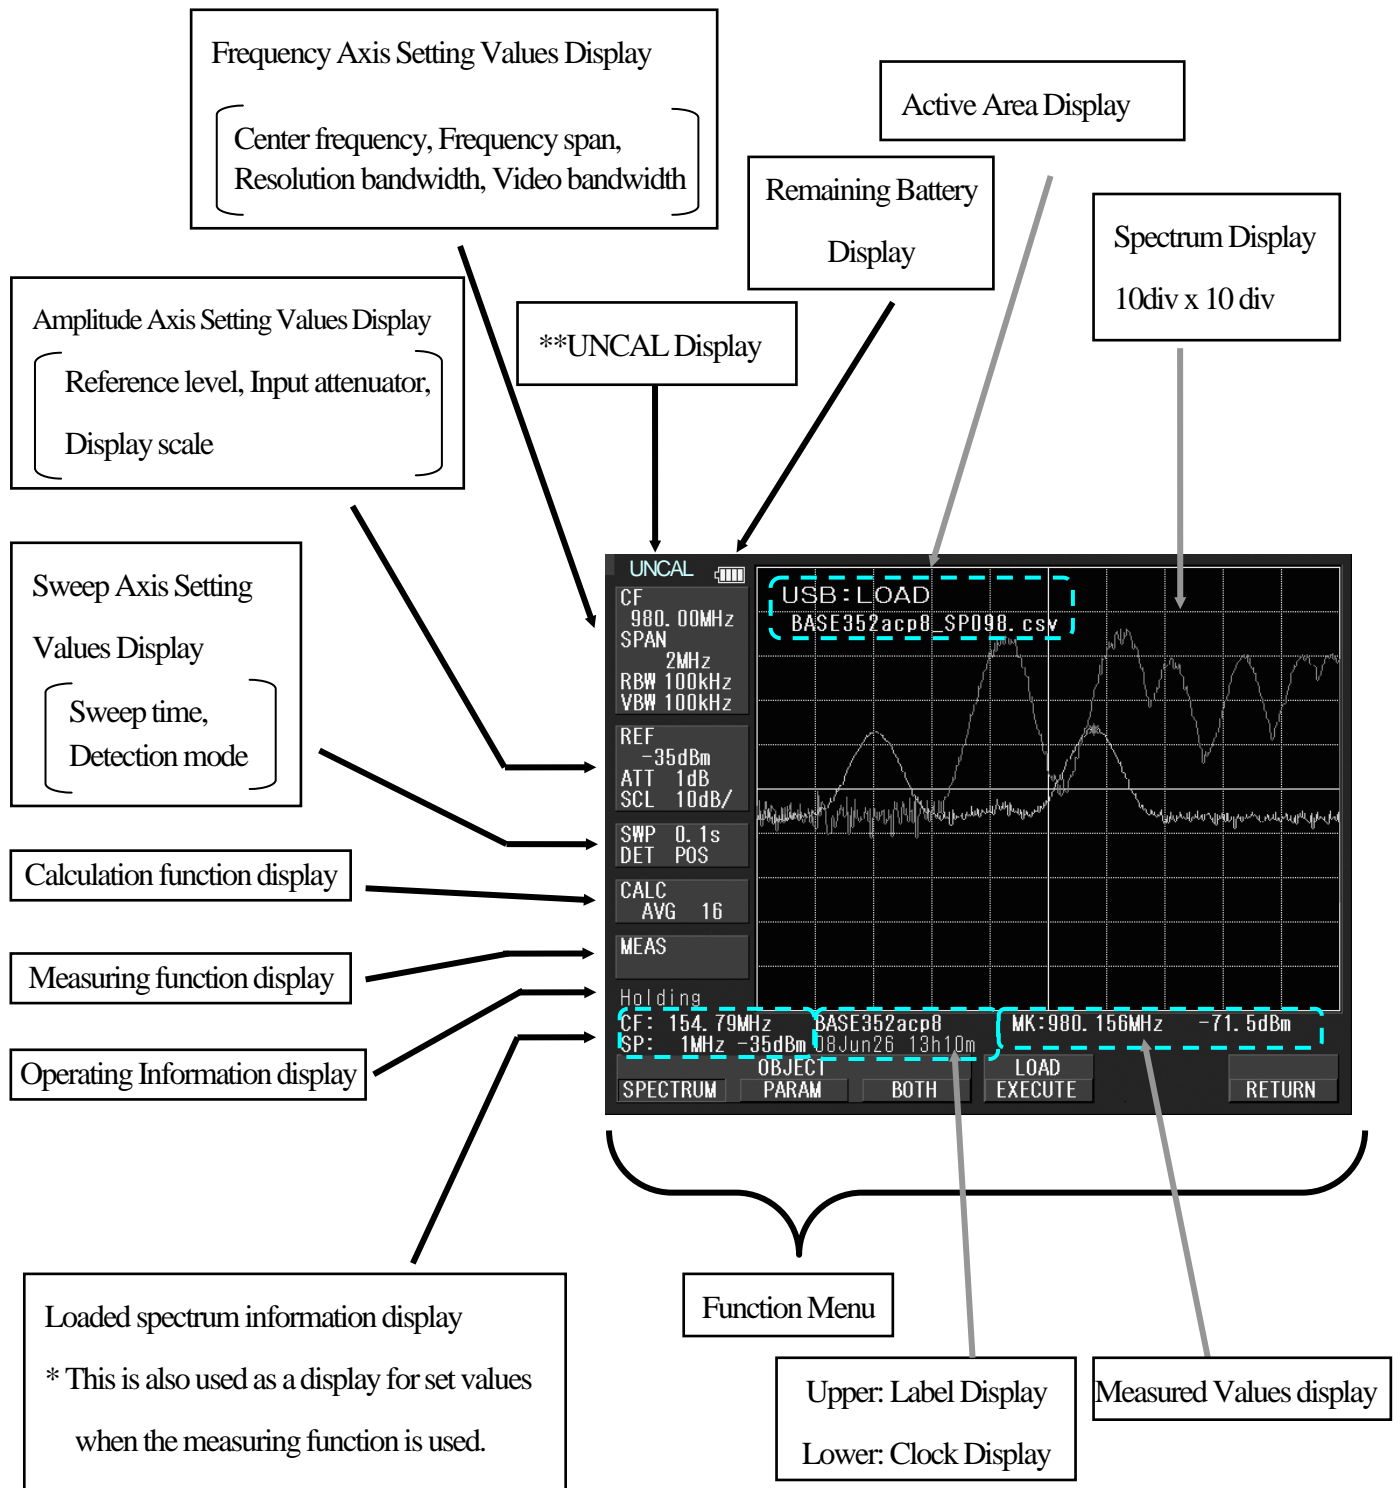 Frequency Axis Setting Values Display
Center frequency, Frequency span,
Resolution bandwidth, Video bandwidth
Active Area Display
Remaining Battery
Display
Spectrum Display
10div x 10 div
Amplitude Axis Setting Values Display
Reference level, Input attenuator,
Display scale
**UNCAL Display
Sweep Axis Setting
Values Display
Sweep time,
Detection mode
Calculation function display
Measuring function display
Operating Information display
UNCAL
CF
980.00MHz
SPAN
2MHz
RBW 100kHz
VBW 100kHz
REF
-35dBm
ATT 1dB
SCL 10dB/
SWP 0.1s
DET POS
CALC
AVG 16
MEAS
Holding
USB:LOAD
BASE352acp8_SP098.csv
CF: 154.79MHz
SP: 1MHz -35dBm
BASE352acp8
08Jun26 13h10m
MK:980.156MHz -71.5dBm
OBJECT
LOAD
SPECTRUM PARAM BOTH EXECUTE RETURN
Function Menu
Loaded spectrum information display
* This is also used as a display for set values
when the measuring function is used.
Upper: Label Display
Lower: Clock Display
Measured Values display